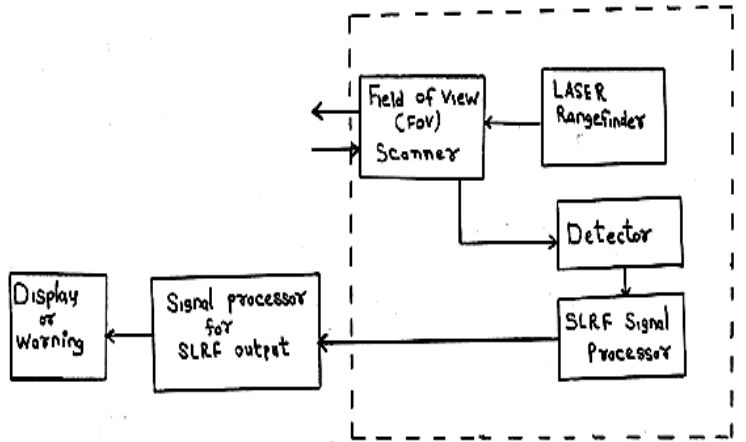 Field of View
(FoV)
Scanner
LASER
Rangefinder
Detector
SLRF Signal
Processor
Signal processor
for
SLRF output
Display
or
Warning